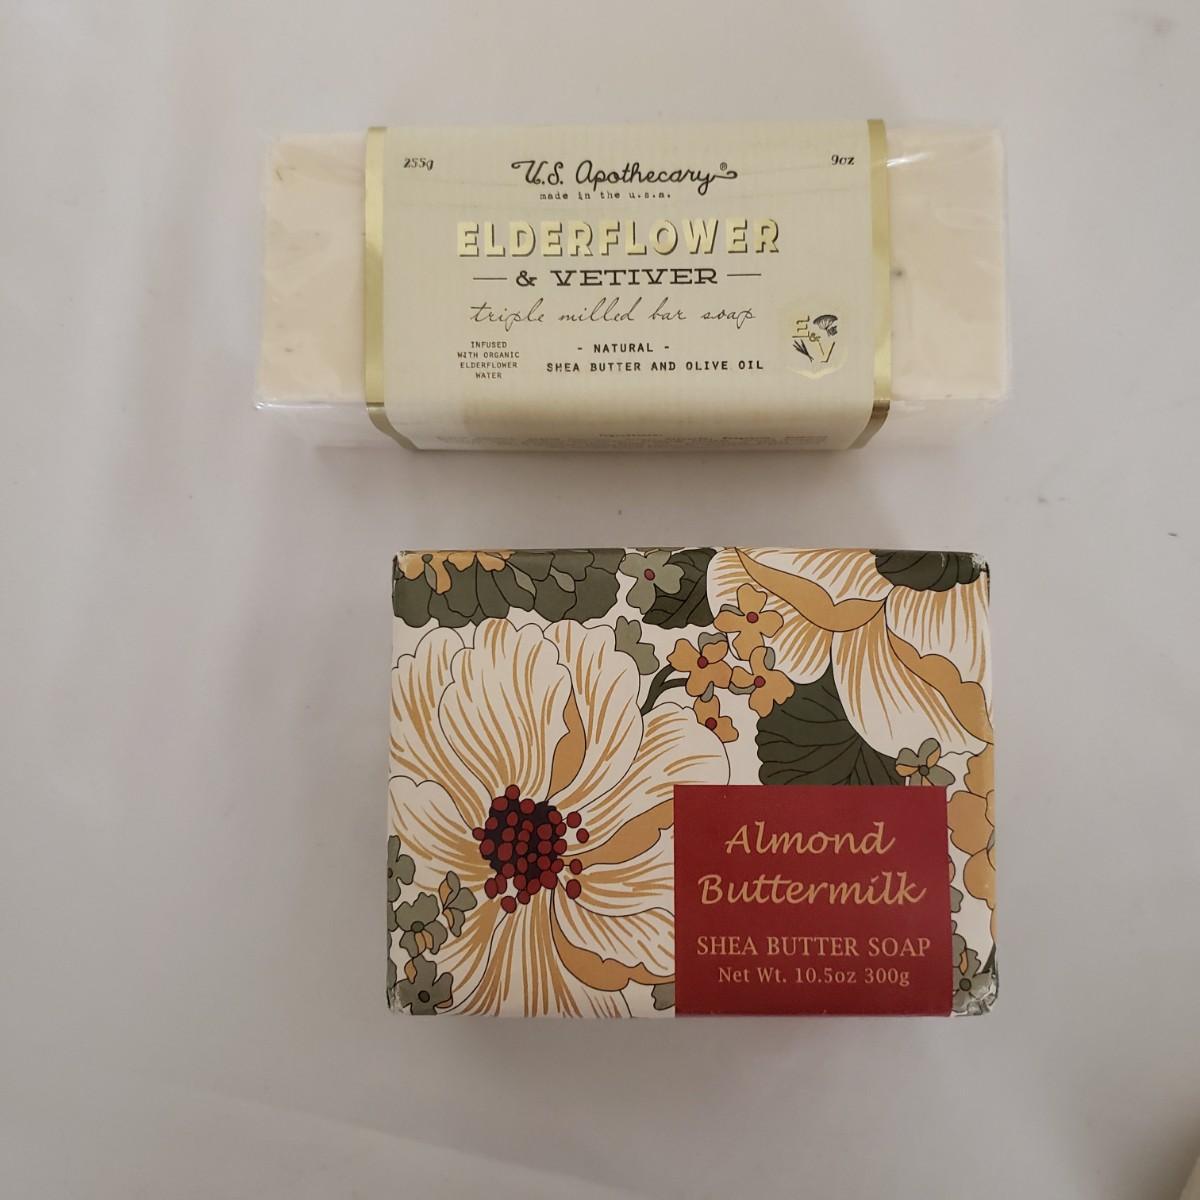 255g
9oz
U.S. Apothecary®
made in the u.s.a.
ELDERFLOWER
& VETIVER
triple milled bar soap
INFUSED
WITH ORGANIC
ELDERFLOWER
WATER
- NATURAL -
SHEA BUTTER AND OLIVE OIL
E&V
Almond
Buttermilk
SHEA BUTTER SOAP
Net Wt. 10.5oz 300g